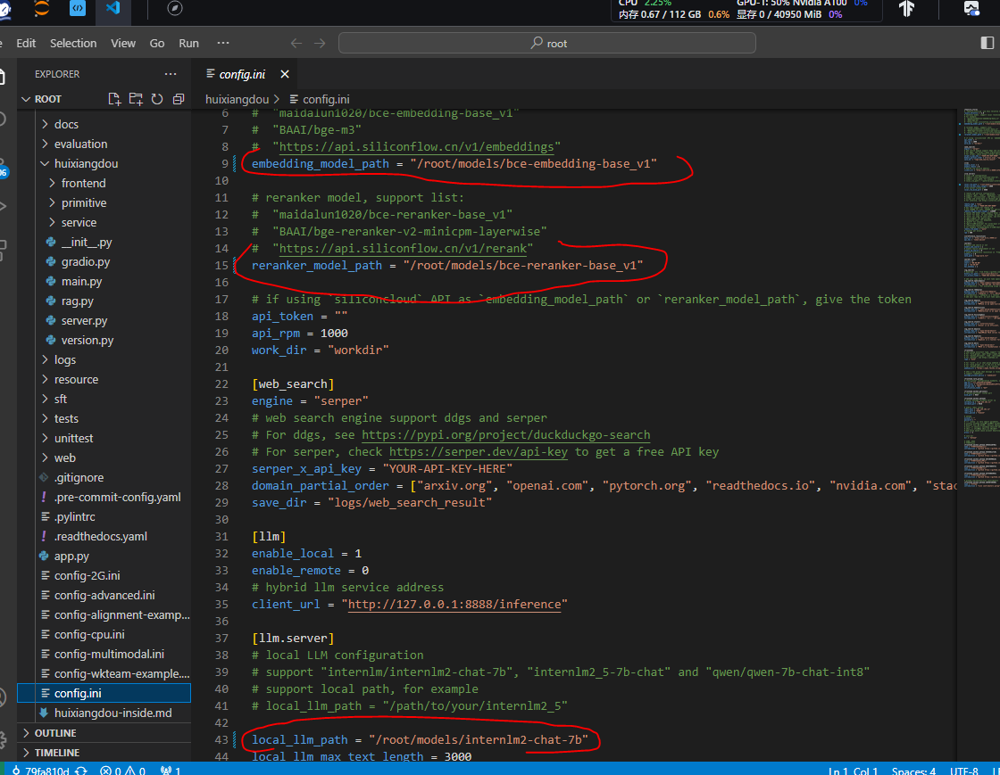 CPU 2.25% GPU-1: 50% Nvidia A100 0%
内存 0.67 / 112 GB 0.6% 显存 0 / 40950 MiB 0%
Edit Selection View Go Run ··· root
EXPLORER ···
ROOT
docs
evaluation
huixiangdou
frontend
primitive
service
__init__.py
gradio.py
main.py
rag.py
server.py
version.py
logs
resource
sft
tests
unittest
web
.gitignore
.pre-commit-config.yaml
.pylintrc
.readthedocs.yaml
app.py
config-2G.ini
config-advanced.ini
config-alignment-examp...
config-cpu.ini
config-multimodal.ini
config-wkteam-example....
config.ini
huixiangdou-inside.md
OUTLINE
TIMELINE
config.ini
huixiangdou > config.ini
6 # "maidalun1020/bce-embedding-base_v1"
7 # "BAAI/bge-m3"
8 # "https://api.siliconflow.cn/v1/embeddings"
9 embedding_model_path = "/root/models/bce-embedding-base_v1"
10
11 # reranker model, support list:
12 # "maidalun1020/bce-reranker-base_v1"
13 # "BAAI/bge-reranker-v2-minicpm-layerwise"
14 # "https://api.siliconflow.cn/v1/rerank"
15 reranker_model_path = "/root/models/bce-reranker-base_v1"
16
17 # if using `siliconcloud` API as `embedding_model_path` or `reranker_model_path`, give the token
18 api_token = ""
19 api_rpm = 1000
20 work_dir = "workdir"
21
22 [web_search]
23 engine = "serper"
24 # web search engine support ddgs and serper
25 # For ddgs, see https://pypi.org/project/duckduckgo-search
26 # For serper, check https://serper.dev/api-key to get a free API key
27 serper_x_api_key = "YOUR-API-KEY-HERE"
28 domain_partial_order = ["arxiv.org", "openai.com", "pytorch.org", "readthedocs.io", "nvidia.com", "stac
29 save_dir = "logs/web_search_result"
30
31 [llm]
32 enable_local = 1
33 enable_remote = 0
34 # hybrid llm service address
35 client_url = "http://127.0.0.1:8888/inference"
36
37 [llm.server]
38 # local LLM configuration
39 # support "internlm/internlm2-chat-7b", "internlm2_5-7b-chat" and "qwen/qwen-7b-chat-int8"
40 # support local path, for example
41 # local_llm_path = "/path/to/your/internlm2_5"
42
43 local_llm_path = "/root/models/internlm2-chat-7b"
44 local_llm_max_text_length = 3000
79fa810d 0 0 1 Ln 1, Col 1 Spaces: 4 UTF-8